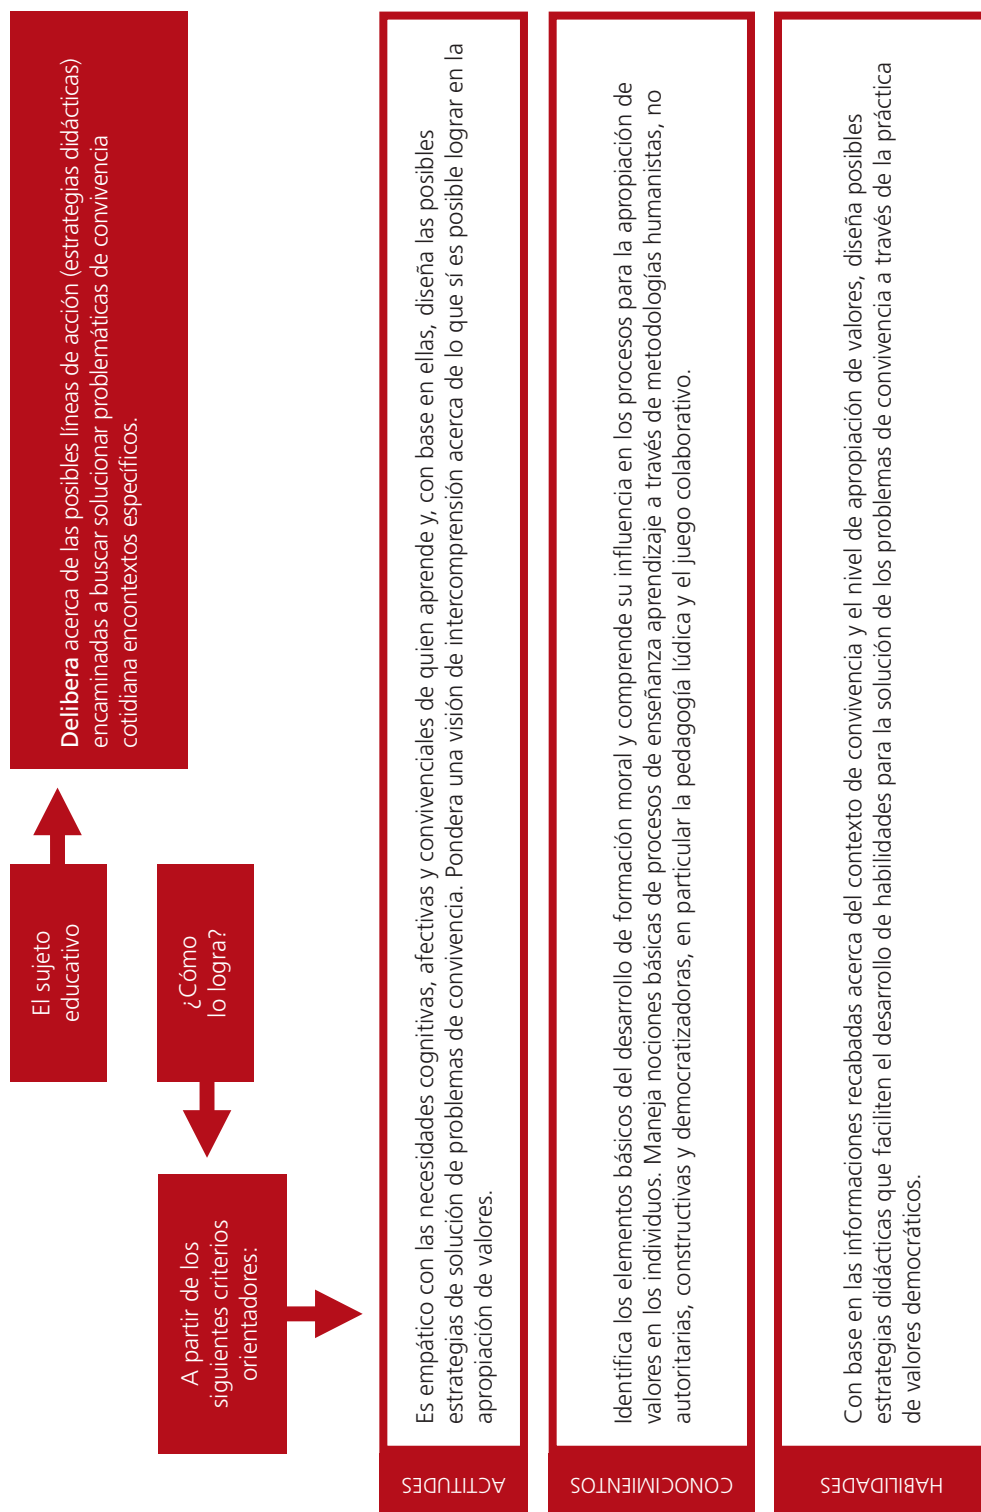 El sujeto
educativo
Delibera acerca de las posibles líneas de acción (estrategias didácticas)
encaminadas a buscar solucionar problemáticas de convivencia
cotidiana encontextos específicos.
¿Cómo
lo logra?
A partir de los
siguientes criterios
orientadores:
ACTITUDES
Es empático con las necesidades cognitivas, afectivas y convivenciales de quien aprende y, con base en ellas, diseña las posibles
estrategias de solución de problemas de convivencia. Pondera una visión de intercomprensión acerca de lo que sí es posible lograr en la
apropiación de valores.
CONOCIMIENTOS
Identifica los elementos básicos del desarrollo de formación moral y comprende su influencia en los procesos para la apropiación de
valores en los individuos. Maneja nociones básicas de procesos de enseñanza aprendizaje a través de metodologías humanistas, no
autoritarias, constructivas y democratizadoras, en particular la pedagogía lúdica y el juego colaborativo.
HABILIDADES
Con base en las informaciones recabadas acerca del contexto de convivencia y el nivel de apropiación de valores, diseña posibles
estrategias didácticas que faciliten el desarrollo de habilidades para la solución de los problemas de convivencia a través de la práctica
de valores democráticos.